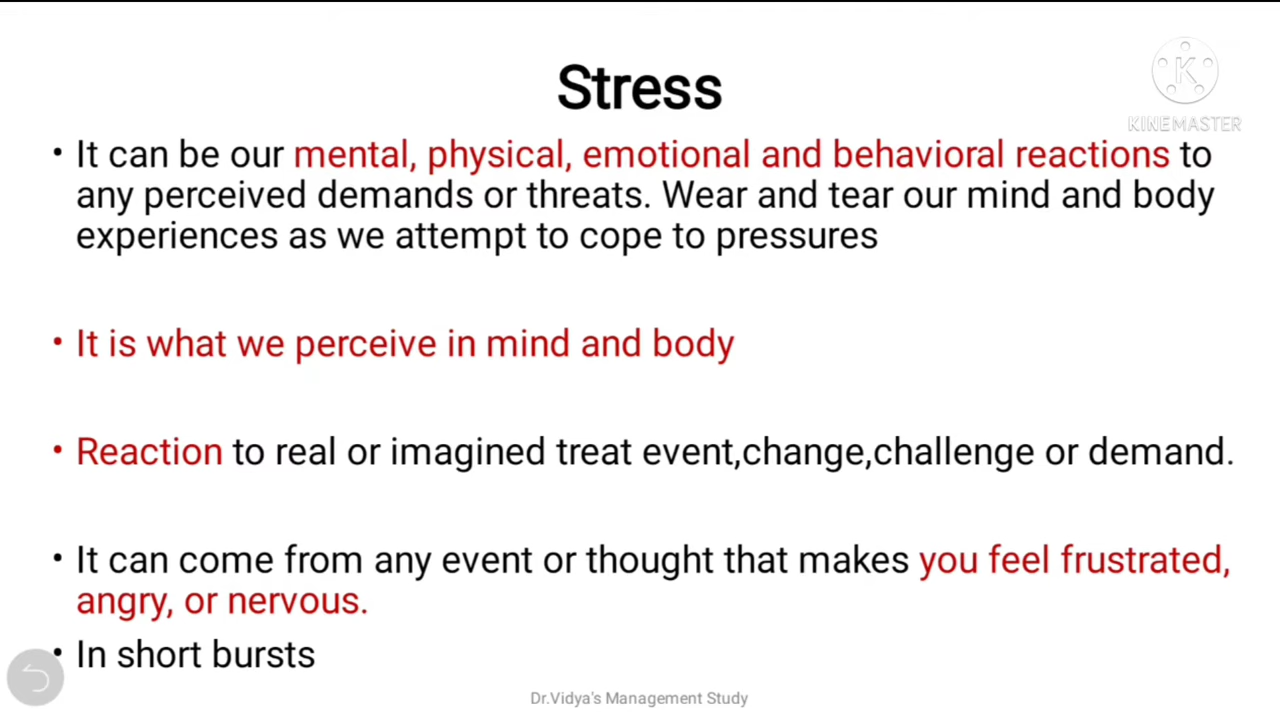 Stress
K
KINEMASTER
• It can be our mental, physical, emotional and behavioral reactions to
any perceived demands or threats. Wear and tear our mind and body
experiences as we attempt to cope to pressures
• It is what we perceive in mind and body
• Reaction to real or imagined treat event,change,challenge or demand.
• It can come from any event or thought that makes you feel frustrated,
angry, or nervous.
• In short bursts
Dr.Vidya's Management Study